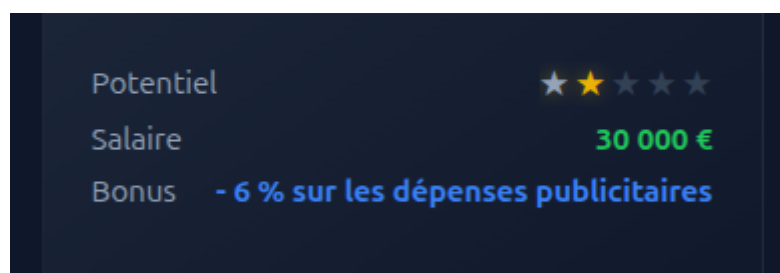 Potentiel ★★★★★
Salaire 30 000 €
Bonus - 6 % sur les dépenses publicitaires